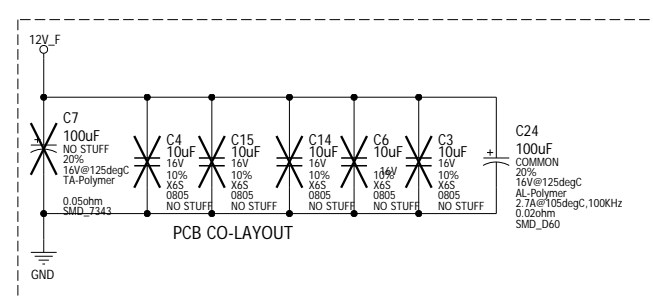 12V_F
C7
100uF
NO STUFF
20%
16V@125degC
TA-Polymer
0.05ohm
SMD_7343
C4
10uF
16V
10%
X6S
0805
NO STUFF
C15
10uF
16V
10%
X6S
0805
NO STUFF
C14
10uF
16V
10%
X6S
0805
NO STUFF
C6
10uF
16V
10%
X6S
0805
NO STUFF
C3
10uF
16V
10%
X6S
0805
NO STUFF
C24
100uF
COMMON
20%
16V@125degC
AL-Polymer
2.7A@105degC,100KHz
0.02ohm
SMD_D60
PCB CO-LAYOUT
GND